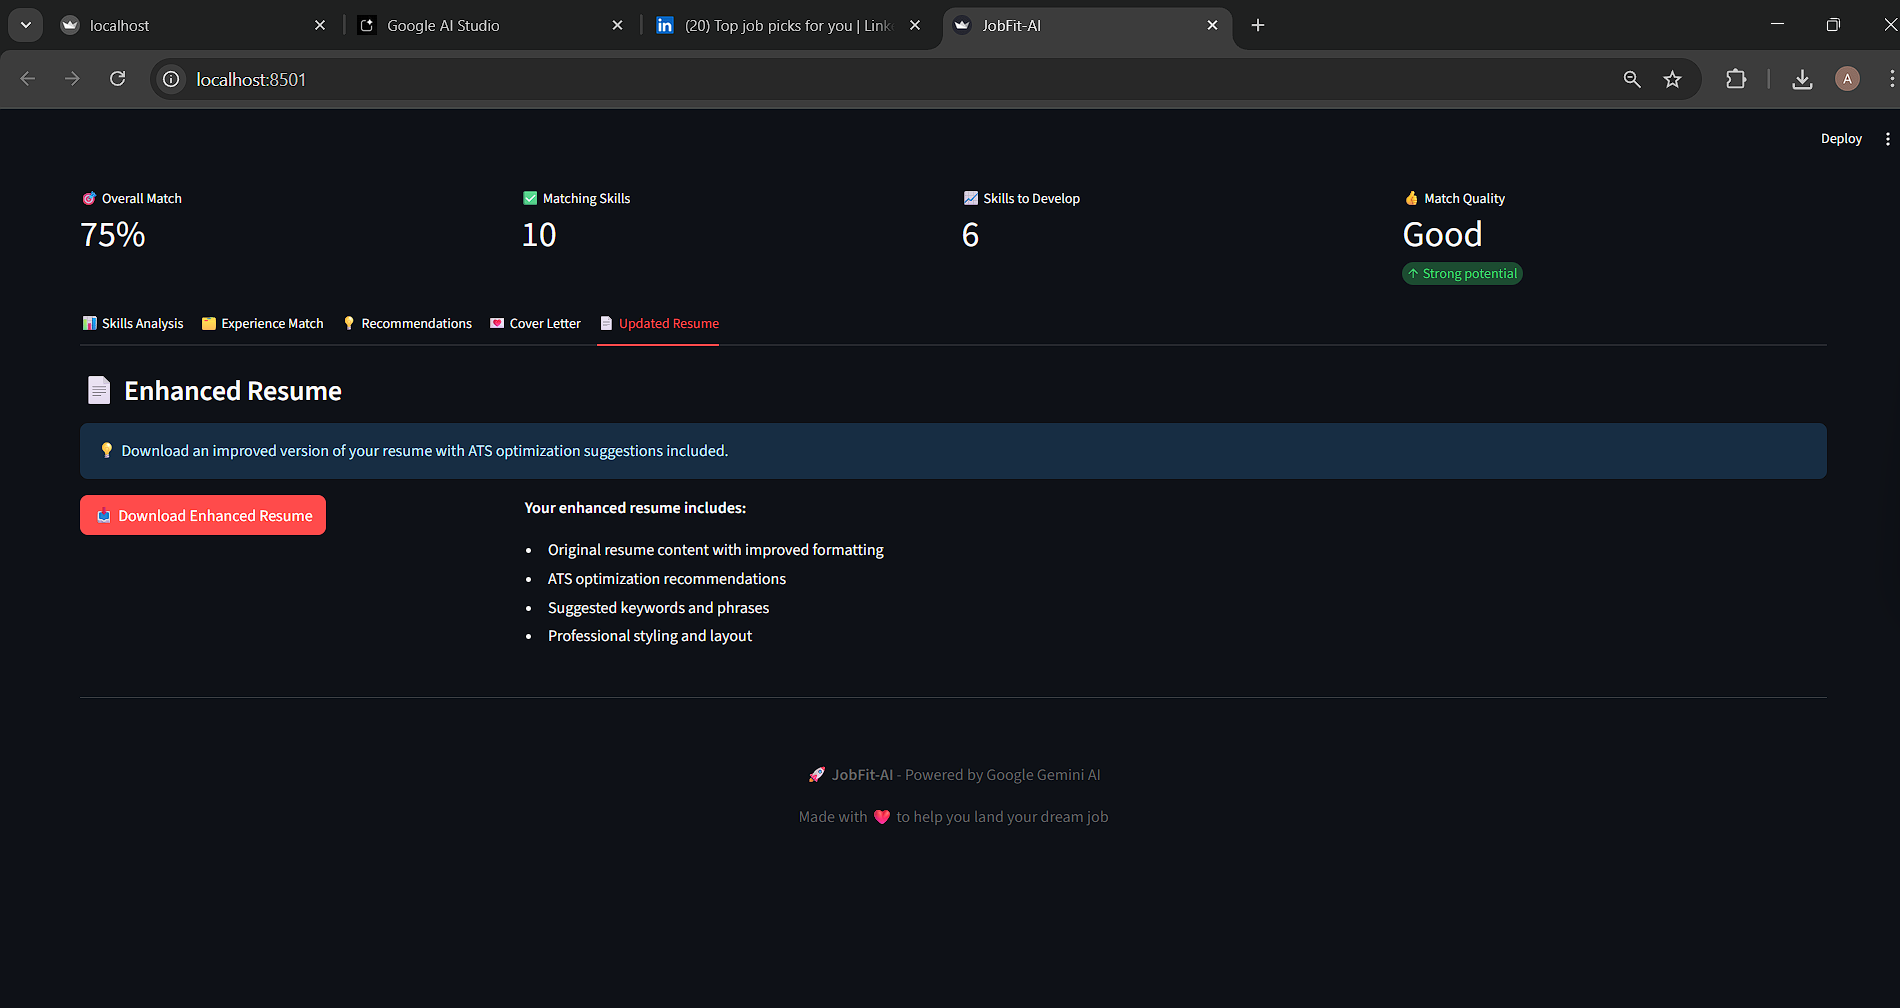 localhost
Google AI Studio
(20) Top job picks for you | Link
JobFit-AI
localhost:8501
A
Deploy
Overall Match
75%
Matching Skills
10
Skills to Develop
6
Match Quality
Good
↑ Strong potential
Skills Analysis
Experience Match
Recommendations
Cover Letter
Updated Resume
Enhanced Resume
Download an improved version of your resume with ATS optimization suggestions included.
Download Enhanced Resume
Your enhanced resume includes:
• Original resume content with improved formatting
• ATS optimization recommendations
• Suggested keywords and phrases
• Professional styling and layout
JobFit-AI - Powered by Google Gemini AI
Made with ❤ to help you land your dream job